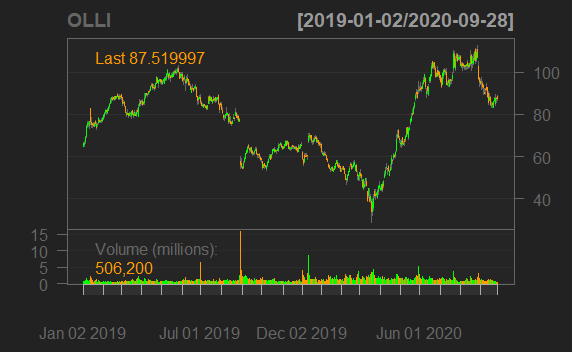 OLLI [2019-01-02/2020-09-28]
Last 87.519997
100
80
60
40
Volume (millions):
506,200
15
10
5
0
Jan 02 2019 Jul 01 2019 Dec 02 2019 Jun 01 2020